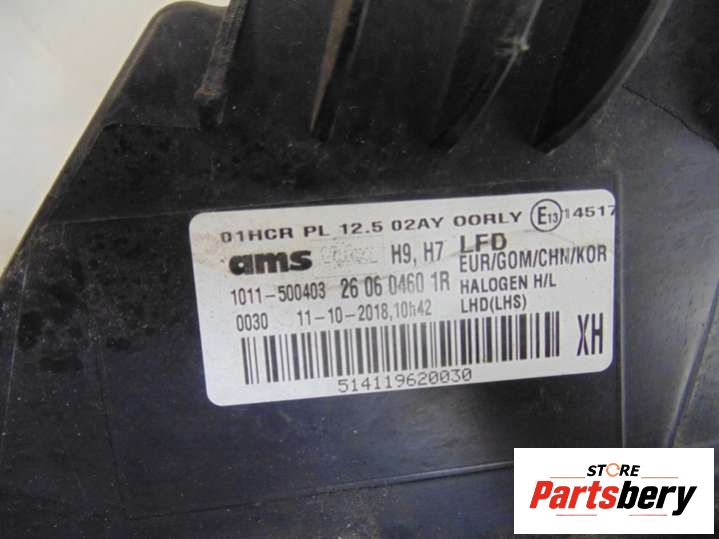 01HCR PL 12.5 02AY 00RLY E13 14517
ams H9, H7 LFD
EUR/GOM/CHN/KOR
1011-500403 26 06 0460 1R HALOGEN H/L
0030 11-10-2018,10h42 LHD(LHS)
XH
514119620030
STORE
Partsbery